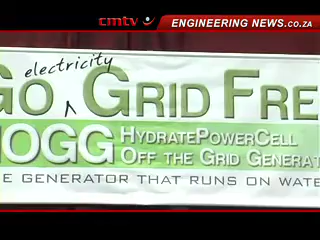 cmtv ENGINEERING NEWS.CO.ZA
electricity
GO ^ GRID FRE
HOGG HYDRATEPOWERCELL
OFF THE GRID GENERAT
E GENERATOR THAT RUNS ON WATE